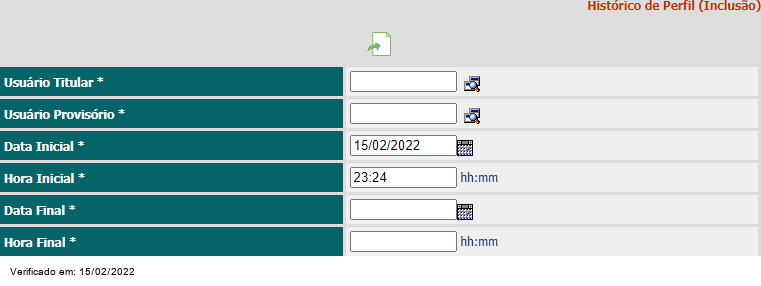 Histórico de Perfil (Inclusão)
Usuário Titular *
Usuário Provisório *
Data Inicial * 15/02/2022
Hora Inicial * 23:24 hh:mm
Data Final *
Hora Final * hh:mm
Verificado em: 15/02/2022